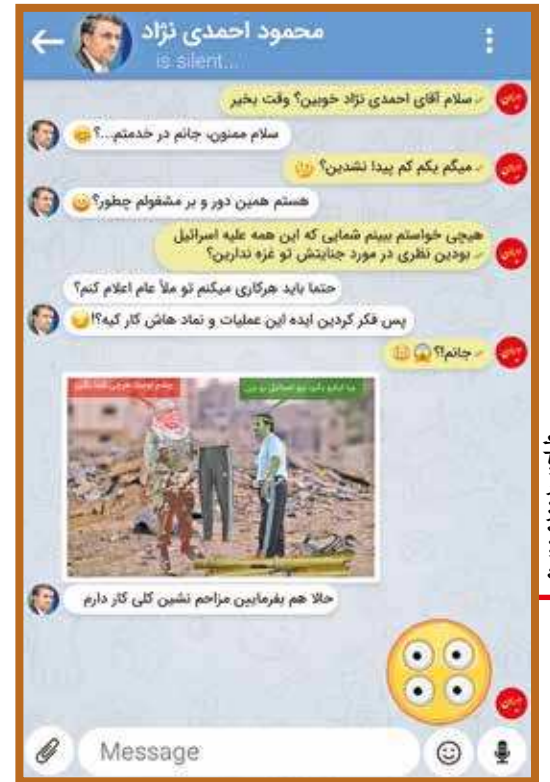 محمود احمدی نژاد
is silent...
سلام آقای احمدی نژاد خوبین؟ وقت بخیر
سلام ممنون، جانم در خدمتم...؟
میگم یکم کم پیدا نشدین؟
هستم همین دور و بر مشغولم چطور؟
هیچی خواستم ببینم شمایی که این همه علیه اسرائیل
بودین نظری در مورد جنایتش تو غزه ندارین؟
حتما باید هرکاری میکنم تو ملأ عام اعلام کنم؟
پس فکر کردین ایده این عملیات و نماد هاش کار کیه؟!
جانم!؟
حالا هم بفرمایین مزاحم نشین کلی کار دارم
Message